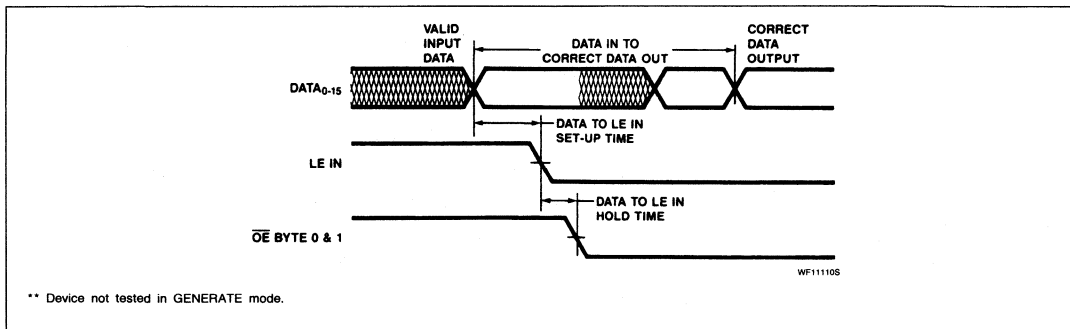 VALID
INPUT
DATA
DATA IN TO
CORRECT DATA OUT
CORRECT
DATA
OUTPUT
DATA0-15
DATA TO LE IN
SET-UP TIME
LE IN
DATA TO LE IN
HOLD TIME
OE BYTE 0 & 1
WF11110S
** Device not tested in GENERATE mode.